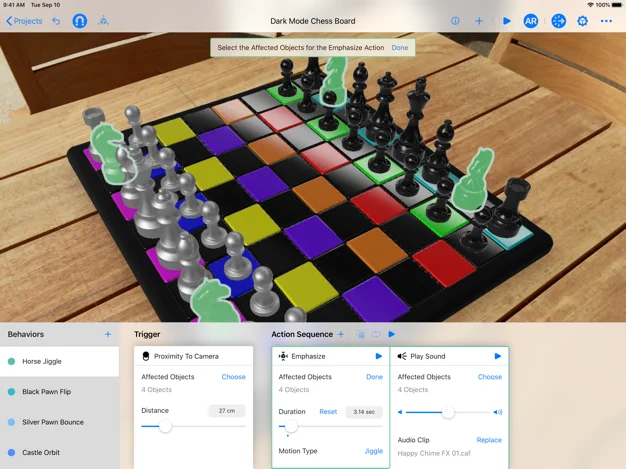 9:41 AM Tue Sep 10
100%
Projects
Dark Mode Chess Board
AR
Select the Affected Objects for the Emphasize Action Done
Behaviors
Trigger
Action Sequence
Horse Jiggle
Black Pawn Flip
Silver Pawn Bounce
Castle Orbit
Proximity To Camera
Affected Objects Choose
4 Objects
Distance 27 cm
Emphasize
Affected Objects Done
4 Objects
Duration Reset 3.14 sec
Motion Type Jiggle
Play Sound
Affected Objects Choose
4 Objects
Audio Clip Replace
Happy Chime FX 01.caf